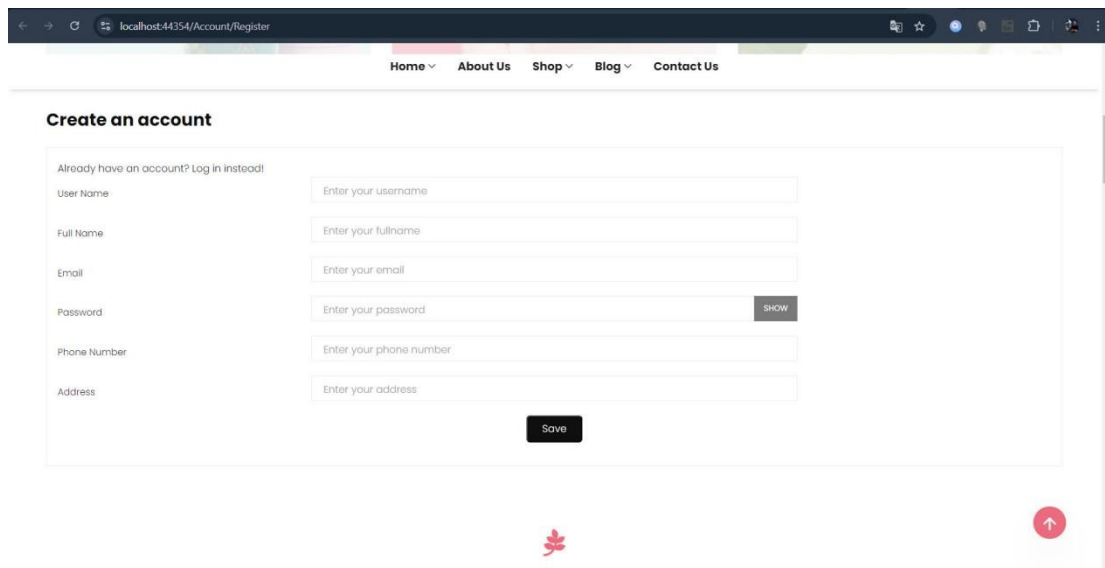 localhost:44354/Account/Register
Home About Us Shop Blog Contact Us
Create an account
Already have an account? Log in instead!
User Name Enter your username
Full Name Enter your fullname
Email Enter your email
Password Enter your password SHOW
Phone Number Enter your phone number
Address Enter your address
Save